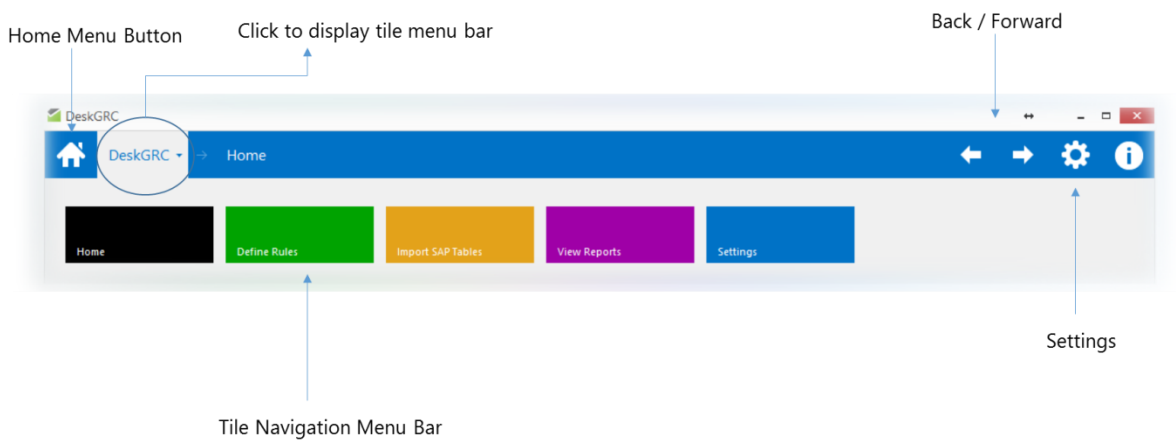 Back / Forward
Home Menu Button
Click to display tile menu bar
DeskGRC
DeskGRC
Home
Home
Define Rules
Import SAP Tables
View Reports
Settings
Settings
Tile Navigation Menu Bar